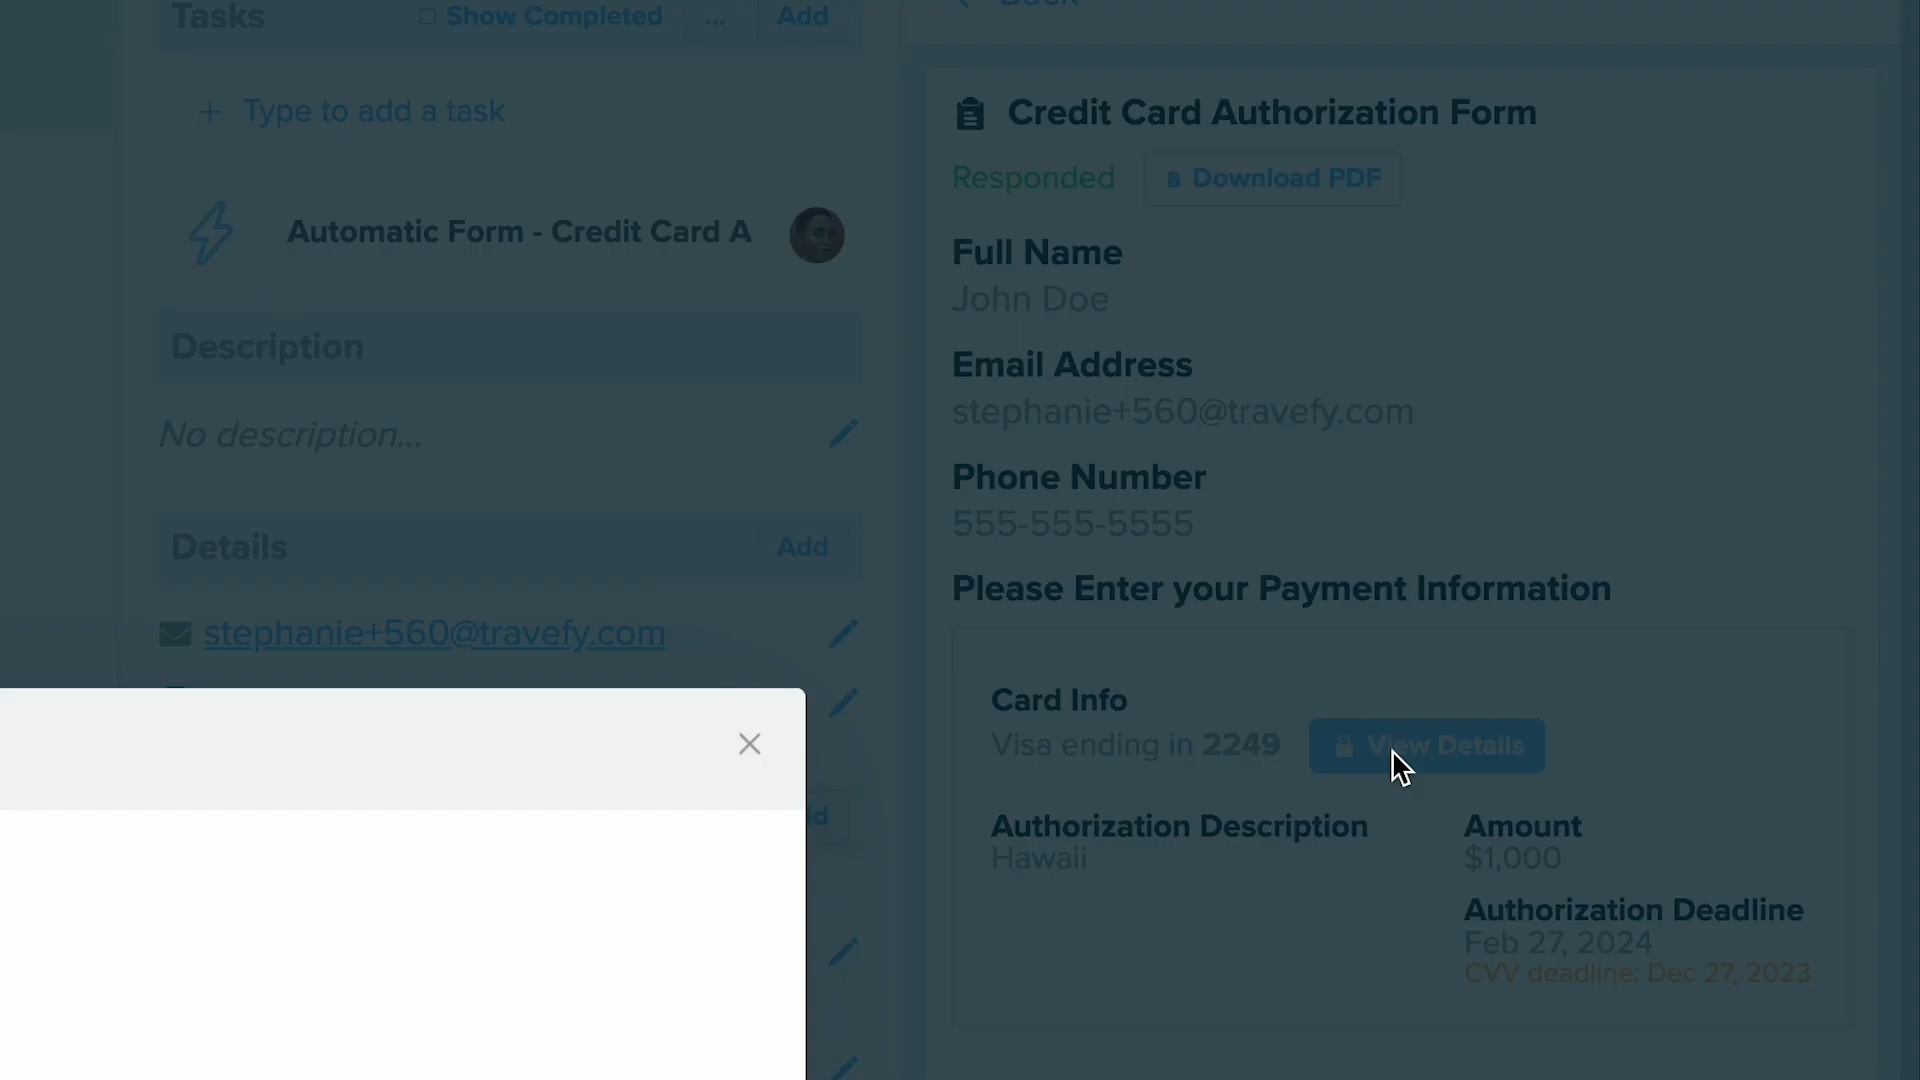 Tasks
Show Completed
...
Add
Type to add a task
Automatic Form - Credit Card A
Description
No description...
Details
Add
stephanie+560@travefy.com
Back
Credit Card Authorization Form
Responded
Download PDF
Full Name
John Doe
Email Address
stephanie+560@travefy.com
Phone Number
555-555-5555
Please Enter your Payment Information
Card Info
Visa ending in 2249
View Details
Authorization Description
Hawaii
Amount
$1,000
Authorization Deadline
Feb 27, 2024
CVV deadline: Dec 27, 2023